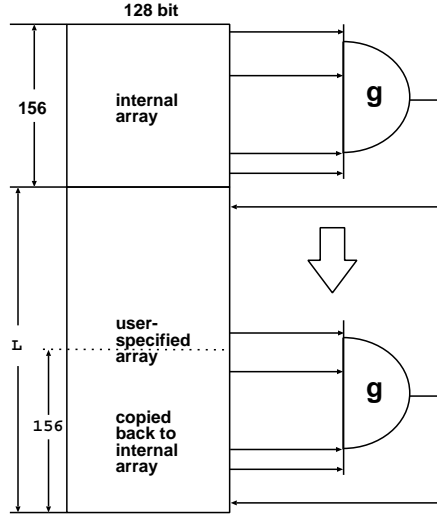 128 bit
156
internal
array
g
user-
specified
array
L
156
copied
back to
internal
array
g